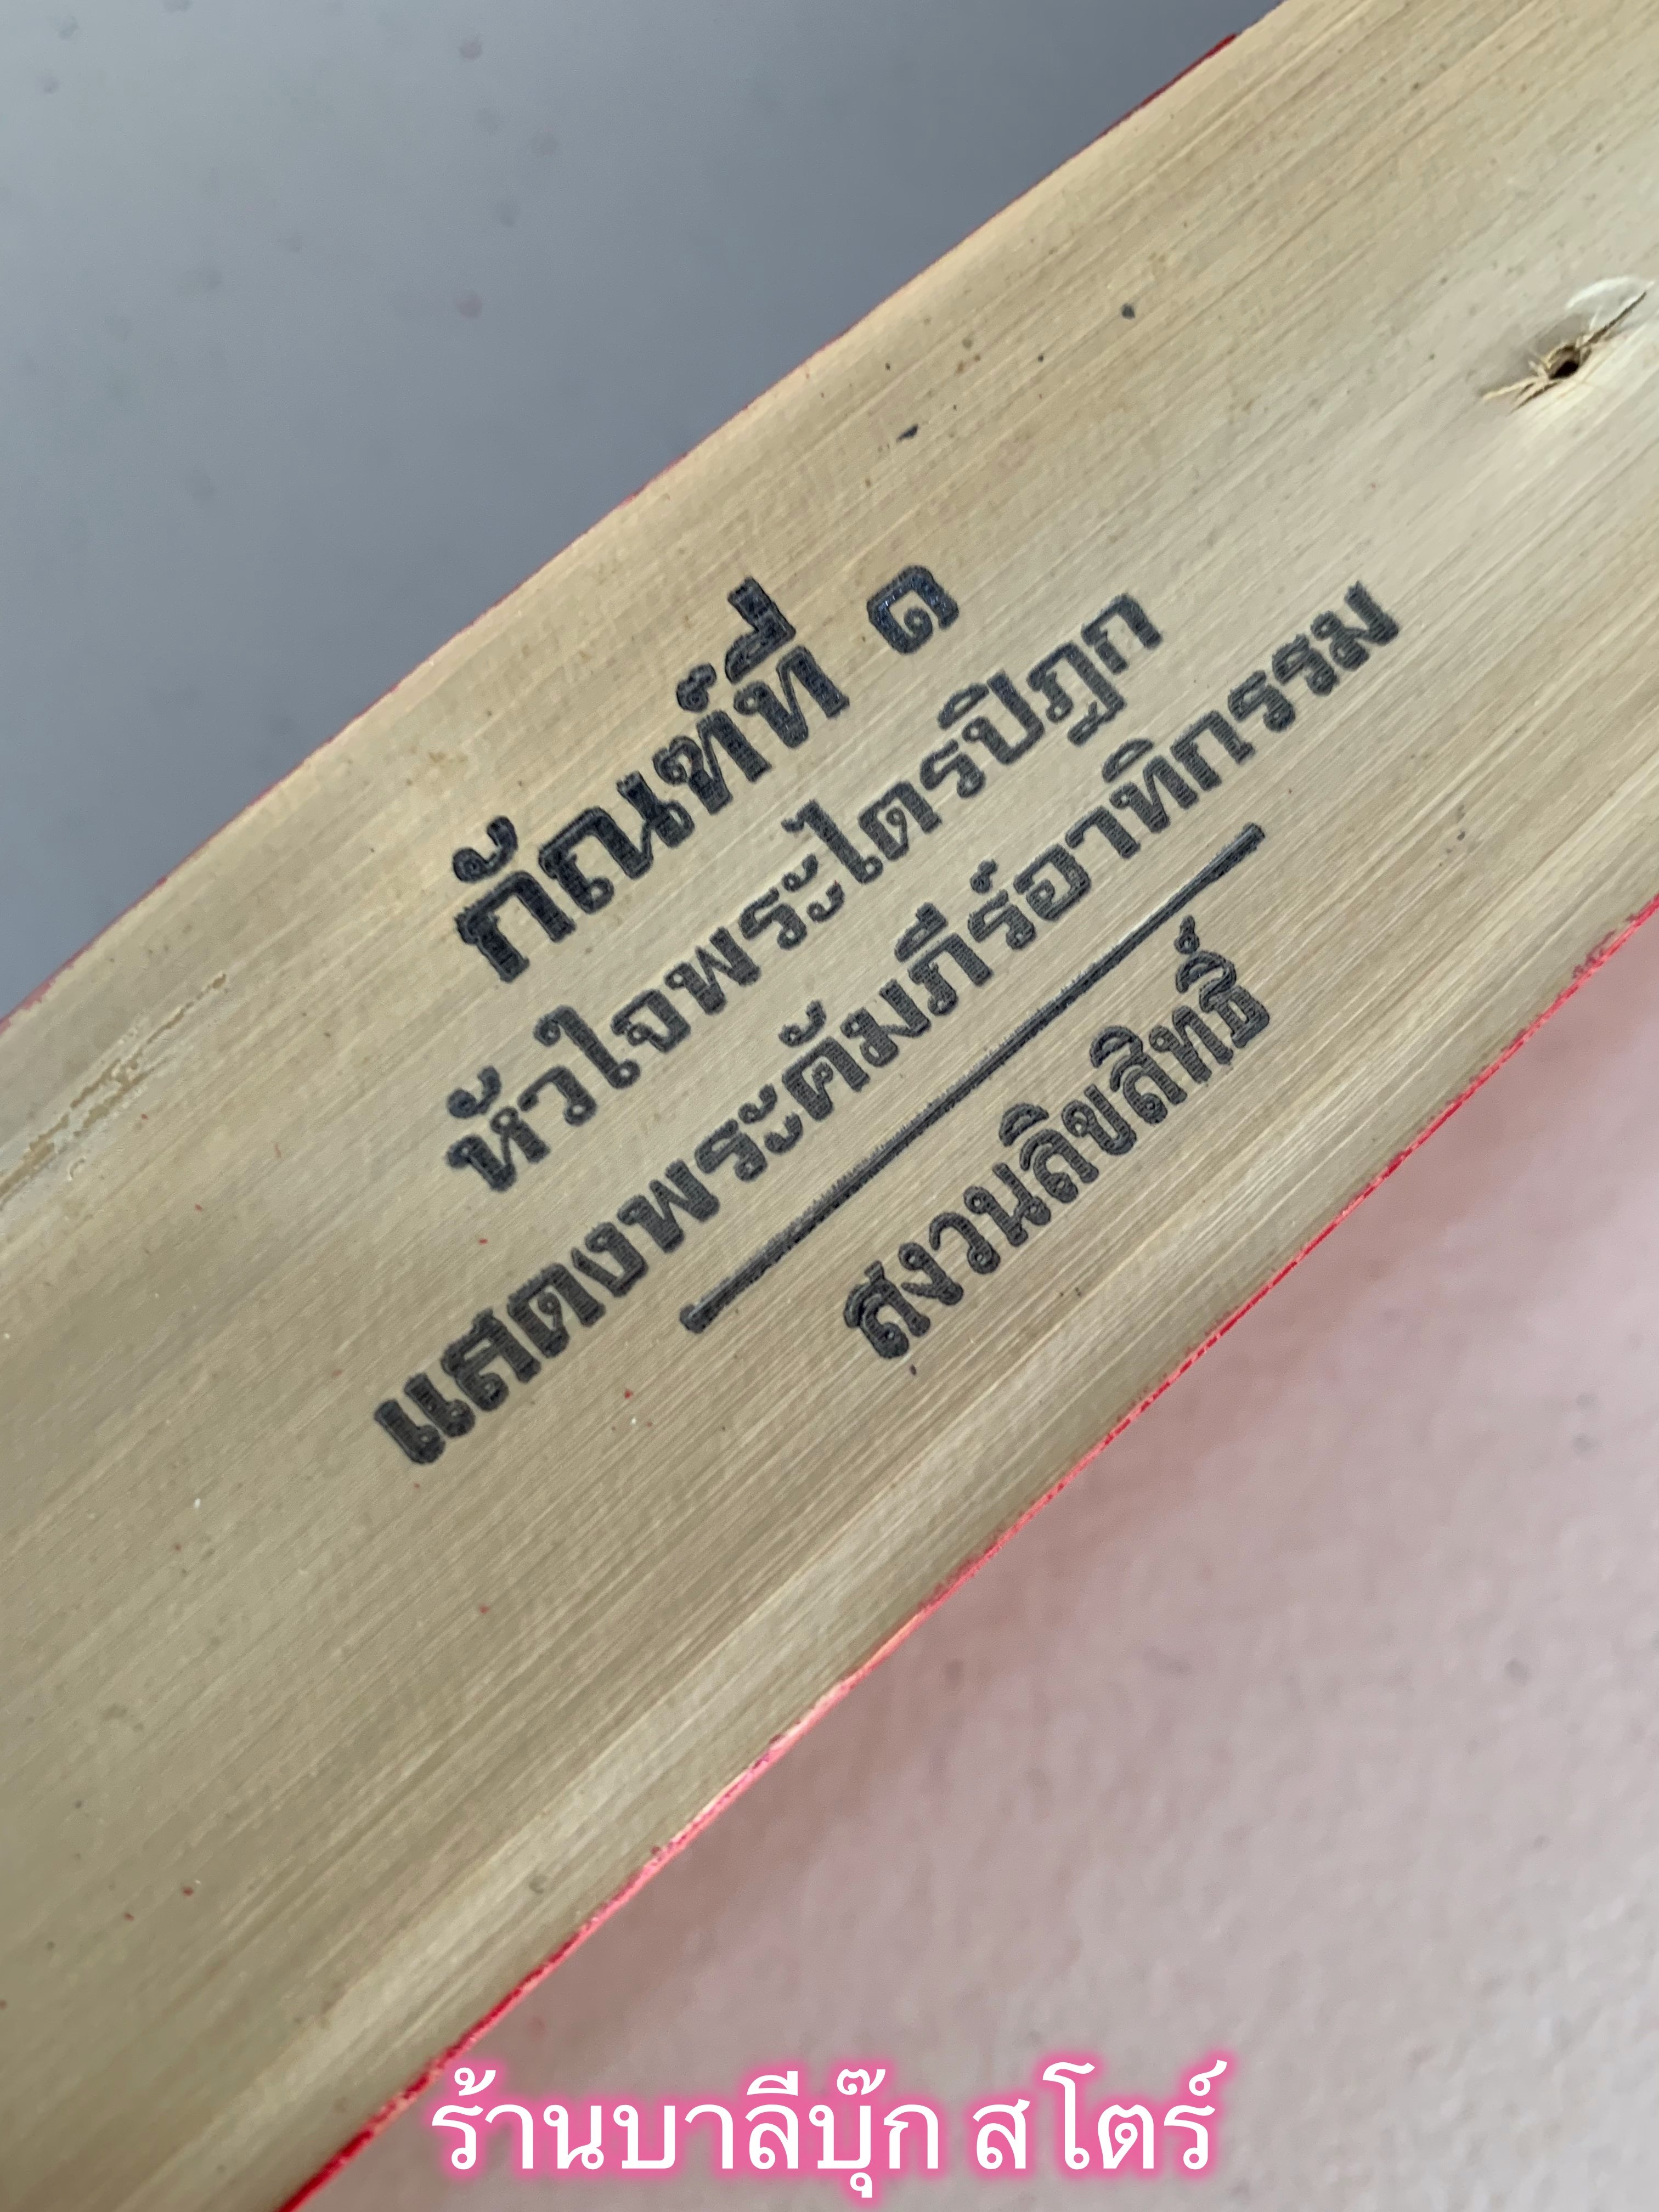 กัณฑ์ที่ ๑
หัวใจพระไตรปิฎก
แสดงพระคัมภีร์อาทิกรรม
สงวนลิขสิทธิ์
ร้านบาลีบุ๊ก สโตร์